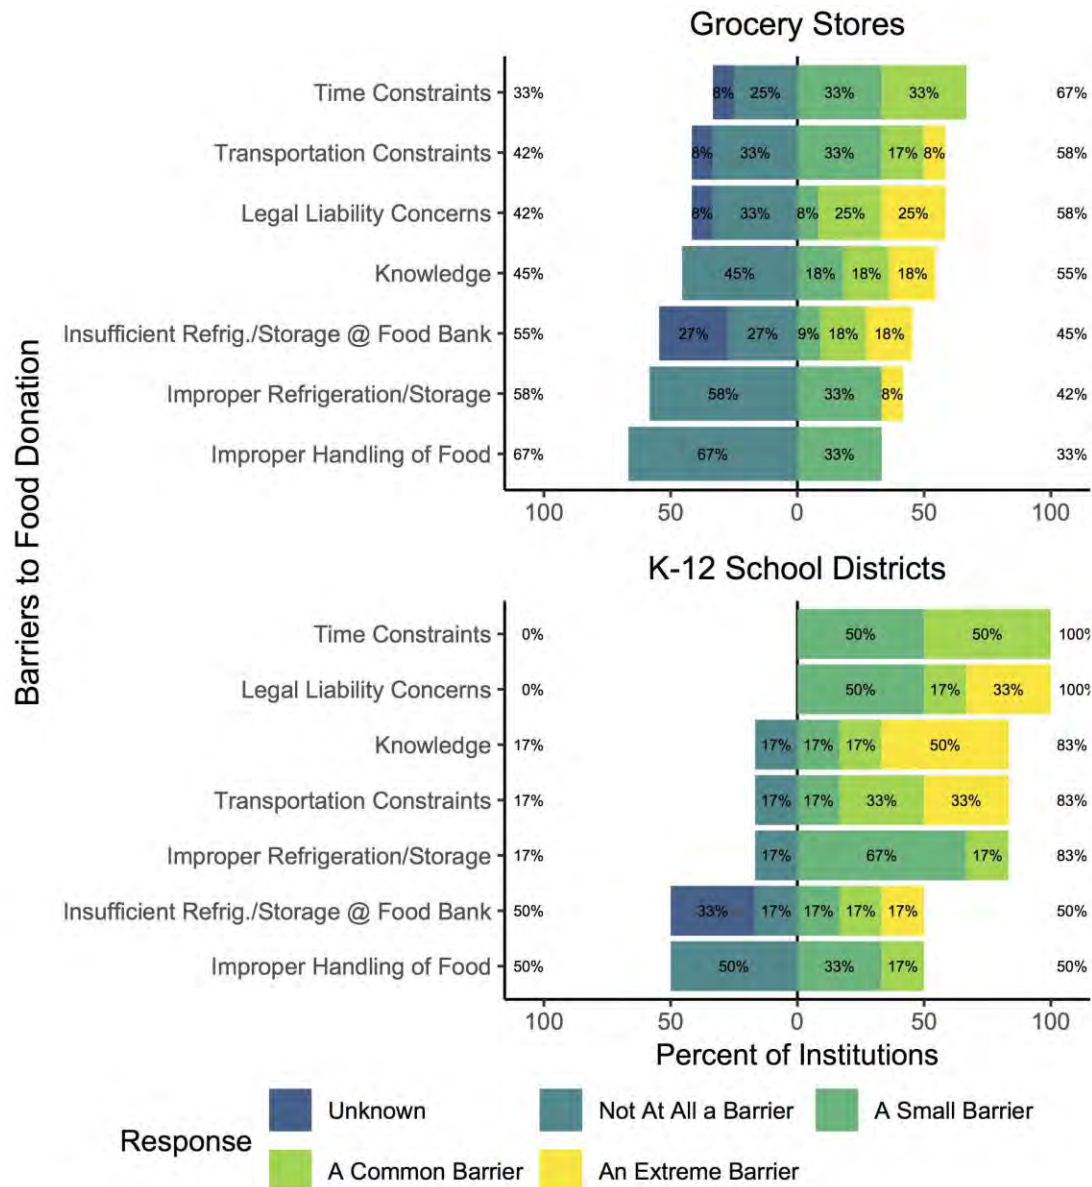 Grocery Stores
Time Constraints 33% 8% 25% 33% 33% 67%
Transportation Constraints 42% 8% 33% 33% 17% 8% 58%
Legal Liability Concerns 42% 8% 33% 8% 25% 25% 58%
Knowledge 45% 45% 18% 18% 18% 55%
Insufficient Refrig./Storage @ Food Bank 55% 27% 27% 9% 18% 18% 45%
Improper Refrigeration/Storage 58% 58% 33% 8% 42%
Improper Handling of Food 67% 67% 33% 33%
100 50 0 50 100
Barriers to Food Donation
K-12 School Districts
Time Constraints 0% 50% 50% 100%
Legal Liability Concerns 0% 50% 17% 33% 100%
Knowledge 17% 17% 17% 17% 50% 83%
Transportation Constraints 17% 17% 17% 33% 33% 83%
Improper Refrigeration/Storage 17% 17% 67% 17% 83%
Insufficient Refrig./Storage @ Food Bank 50% 33% 17% 17% 17% 17% 50%
Improper Handling of Food 50% 50% 33% 17% 50%
100 50 0 50 100
Percent of Institutions
Response
Unknown Not At All a Barrier A Small Barrier
A Common Barrier An Extreme Barrier